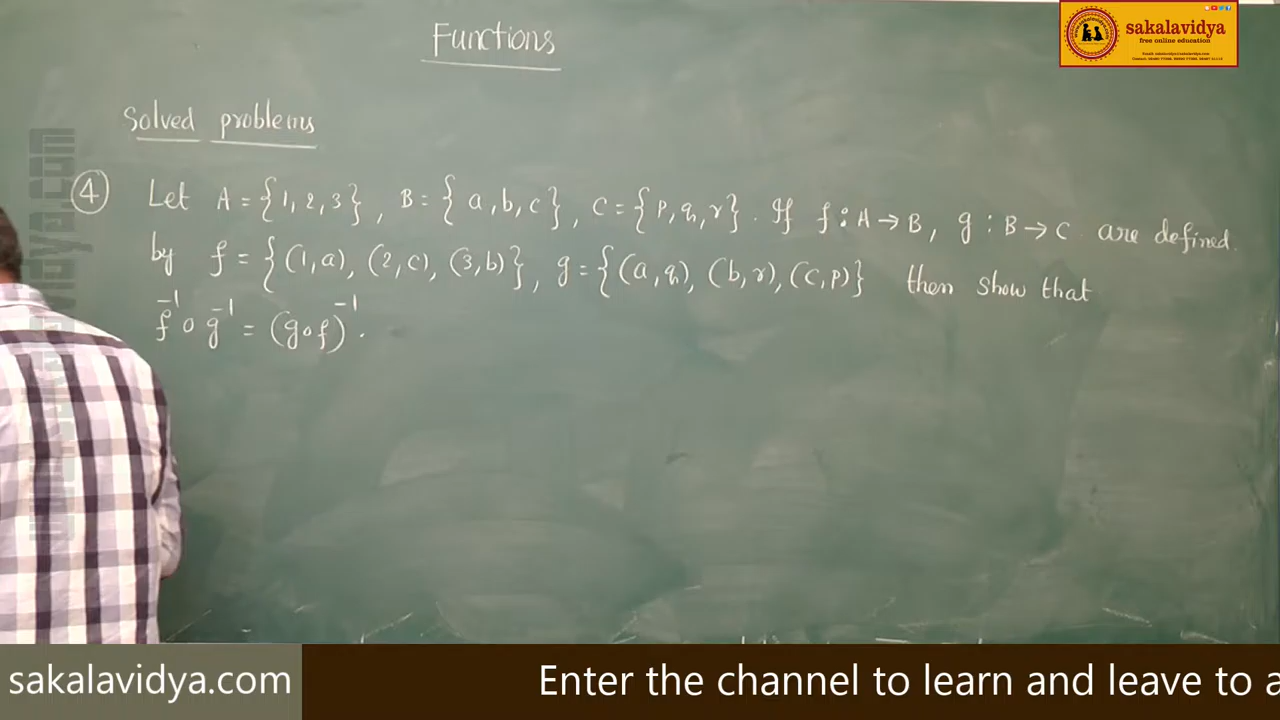 Functions
sakalavidya
free online education
Solved problems
④ Let A = {1, 2, 3}, B = {a, b, c}, C = {p, q, r}. If f : A → B, g : B → C are defined.
by f = {(1, a), (2, c), (3, b)}, g = {(a, q), (b, r), (c, p)} then show that
f⁻¹ o g⁻¹ = (gof)⁻¹.
sakalavidya.com
Enter the channel to learn and leave to a